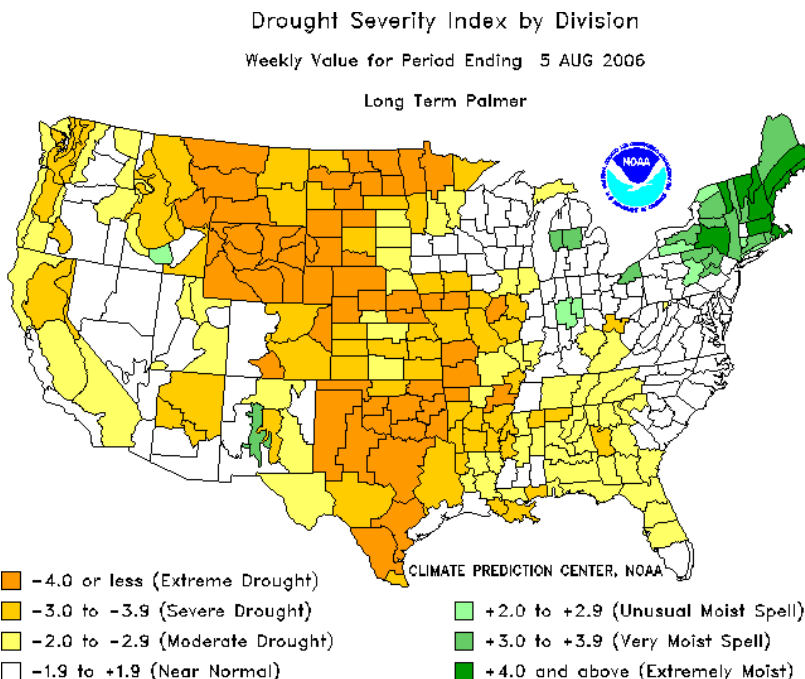 Drought Severity Index by Division
Weekly Value for Period Ending 5 AUG 2006
Long Term Palmer
NOAA
CLIMATE PREDICTION CENTER, NOAA
-4.0 or less (Extreme Drought)
-3.0 to -3.9 (Severe Drought)
-2.0 to -2.9 (Moderate Drought)
-1.9 to +1.9 (Near Normal)
+2.0 to +2.9 (Unusual Moist Spell)
+3.0 to +3.9 (Very Moist Spell)
+4.0 and above (Extremely Moist)